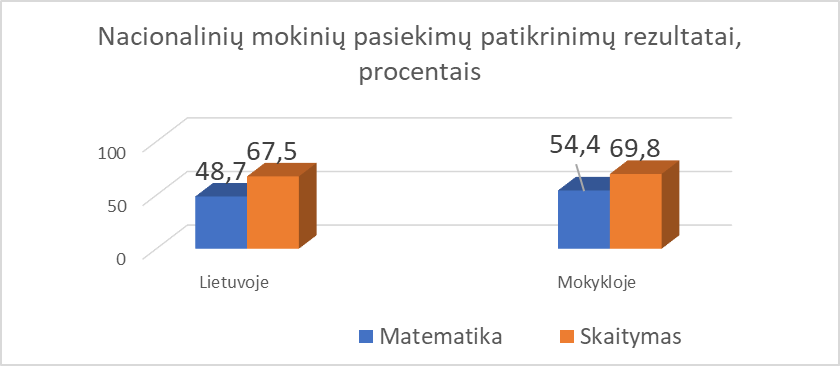 Nacionalinių mokinių pasiekimų patikrinimų rezultatai,
procentais
100
50
0
48,7
67,5
54,4
69,8
Lietuvoje
Mokykloje
Matematika
Skaitymas